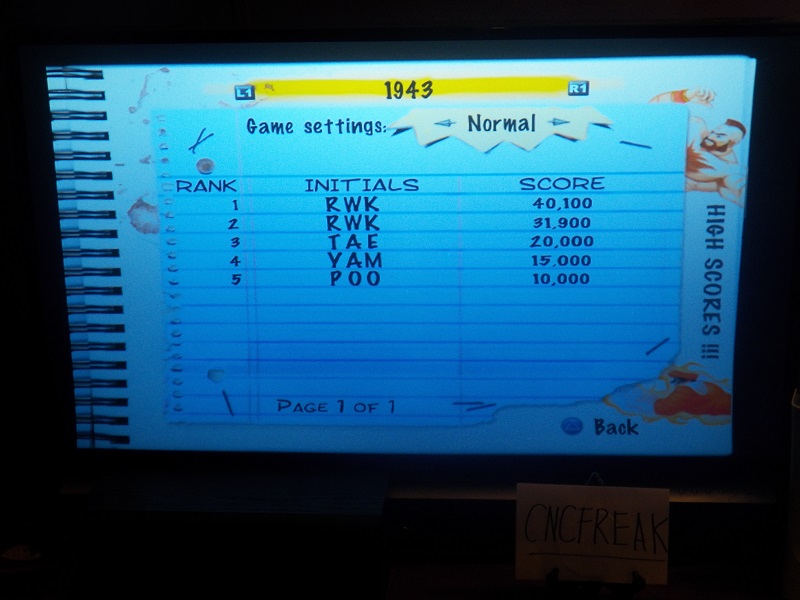 L1 1943 R1
Game settings: Normal
RANK INITIALS SCORE
1 RWK 40,100
2 RWK 31,900
3 TAE 20,000
4 YAM 15,000
5 POO 10,000
PAGE 1 OF 1
HIGH SCORES !!!
Back
CNCFREAK